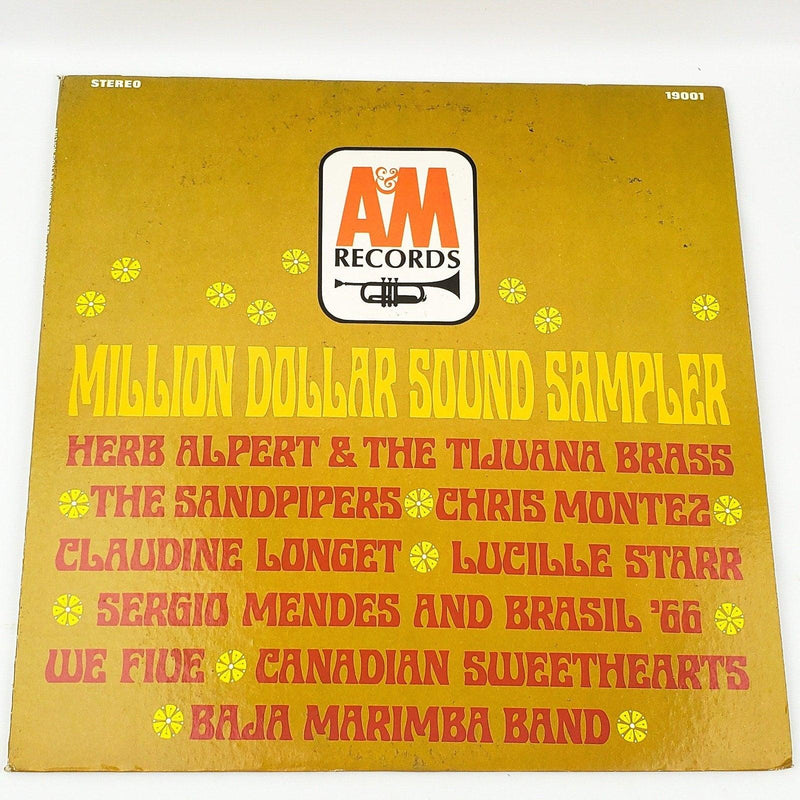 STEREO
19001
A&M
RECORDS
MILLION DOLLAR SOUND SAMPLER
HERB ALPERT & THE TIJUANA BRASS
THE SANDPIPERS CHRIS MONTEZ
CLAUDINE LONGET LUCILLE STARR
SERGIO MENDES AND BRASIL '66
WE FIVE CANADIAN SWEETHEARTS
BAJA MARIMBA BAND